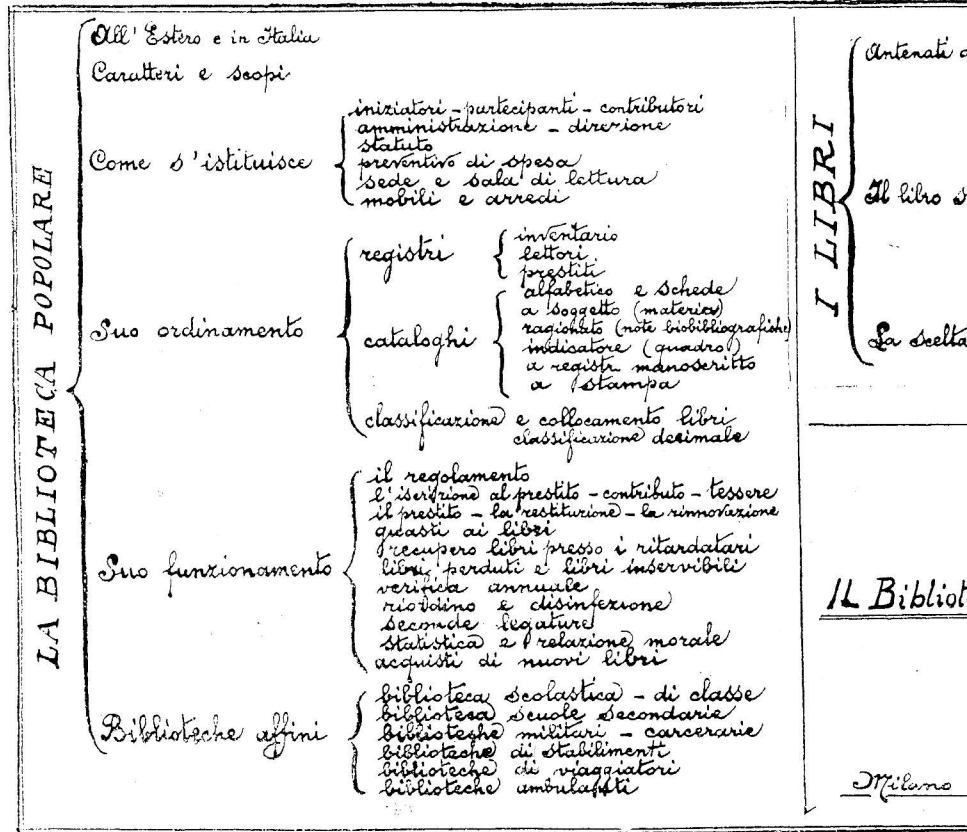 LA BIBLIOTECA POPOLARE
All' Estero e in Italia
Caratteri e scopi
Come s'istituisce
iniziatori - partecipanti - contributori
amministrazione - direzione
statuto
preventivo di spesa
sede e sala di lettura
mobili e arredi
Suo ordinamento
registri
inventario
lettori
prestiti
cataloghi
alfabetico e schede
a soggetto (materie)
ragionato (note biobibliografiche)
indicatore (quadro)
a registr. manoscritto
a stampa
classificazione e collocamento libri
classificazione decimale
Suo funzionamento
il regolamento
l'iscrizione al prestito - contributo - tessere
il prestito - la restituzione - la rinnovazione
guasti ai libri
recupero libri presso i ritardatari
libri perduti e libri inservibili
verifica annuale
riordino e disinfezione
seconde legature
statistica e relazione morale
acquisti di nuovi libri
Biblioteche affini
biblioteca scolastica - di classe
biblioteca scuole secondarie
biblioteche militari - carcerarie
biblioteche di stabilimenti
biblioteche di viaggiatori
biblioteche ambulanti
I LIBRI
Antenati d
Il libro s
La scelta
IL Bibliot
Milano